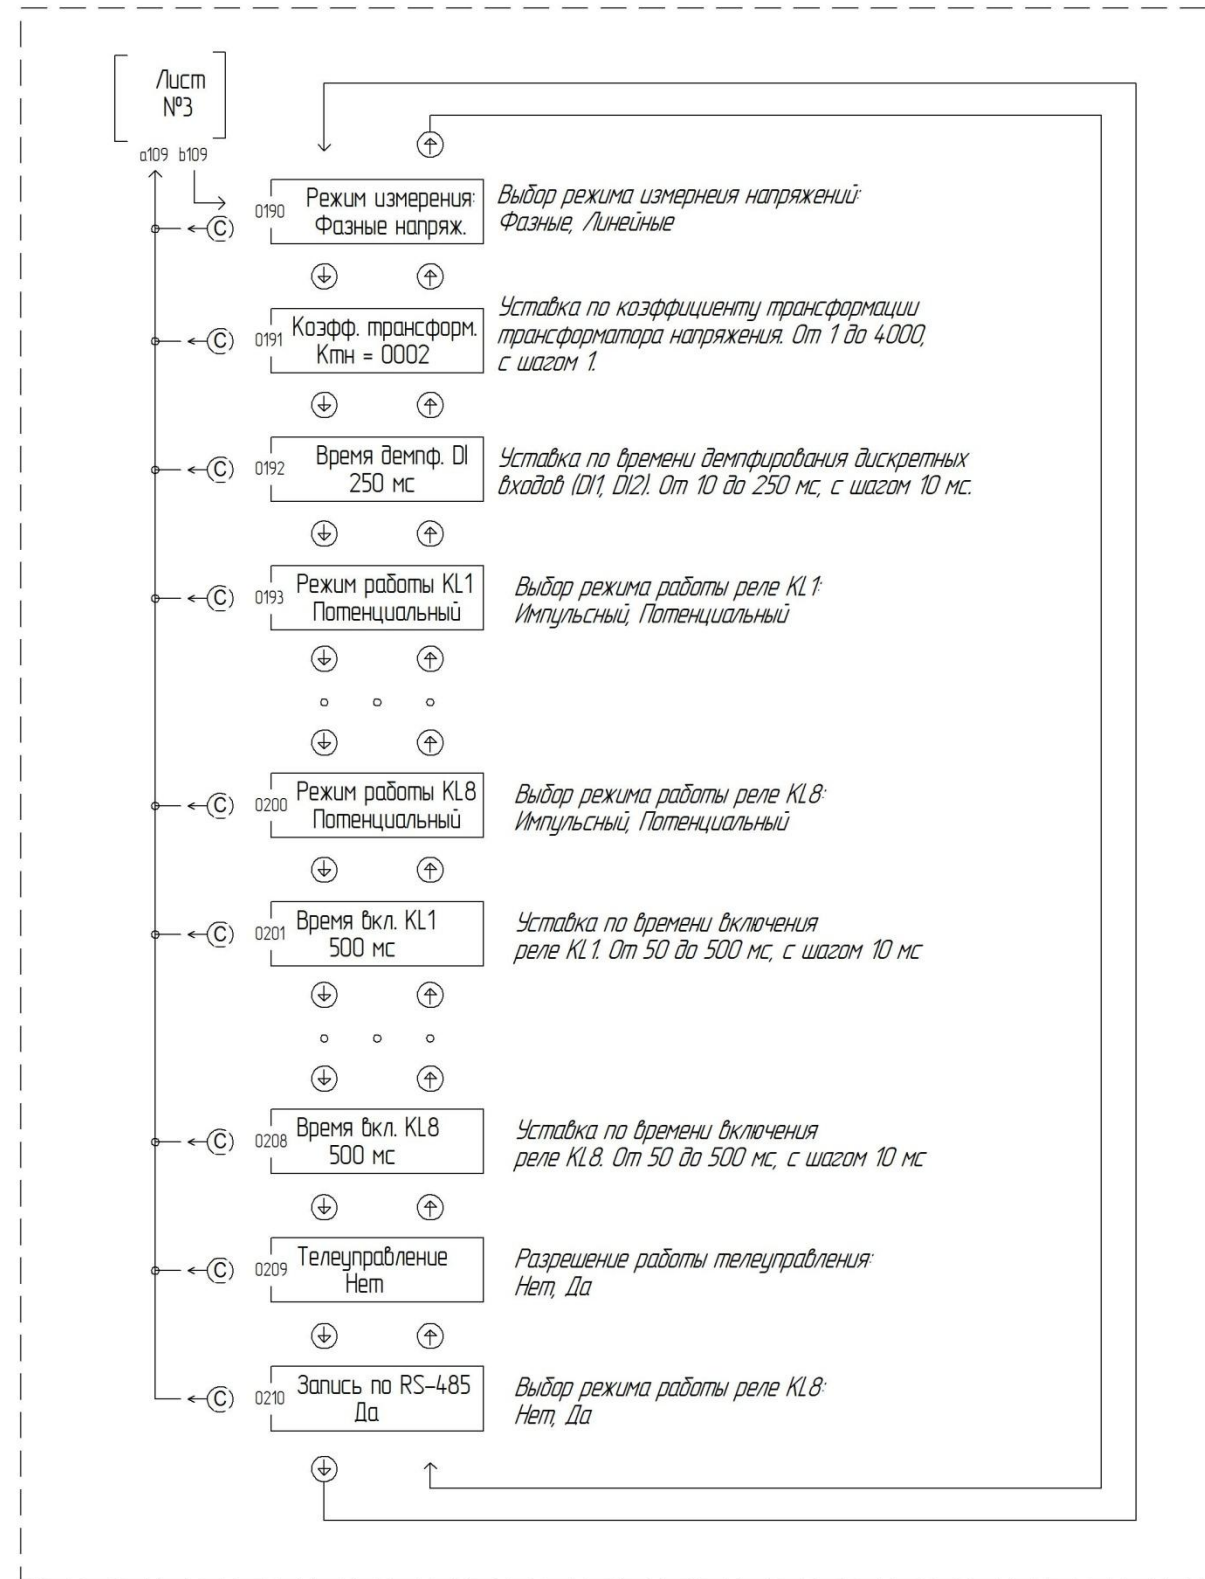 Лист
№3
a109 b109
0190
Режим измерения:
Фазные напряж.
Выбор режима измернеия напряжений:
Фазные, Линейные
C
0191
Коэфф. трансформ.
Kтн = 0002
Уставка по коэффициенту трансформации
трансформатора напряжения. От 1 до 4000,
с шагом 1.
C
0192
Время демпф. DI
250 мс
Уставка по времени демпфирования дискретных
входов (DI1, DI2). От 10 до 250 мс, с шагом 10 мс.
C
0193
Режим работы KL1
Потенциальный
Выбор режима работы реле KL1:
Импульсный, Потенциальный
C
0200
Режим работы KL8
Потенциальный
Выбор режима работы реле KL8:
Импульсный, Потенциальный
C
0201
Время вкл. KL1
500 мс
Уставка по времени включения
реле KL1. От 50 до 500 мс, с шагом 10 мс
C
0208
Время вкл. KL8
500 мс
Уставка по времени включения
реле KL8. От 50 до 500 мс, с шагом 10 мс
C
0209
Телеуправление
Нет
Разрешение работы телеуправления:
Нет, Да
C
0210
Запись по RS-485
Да
Выбор режима работы реле KL8:
Нет, Да
C